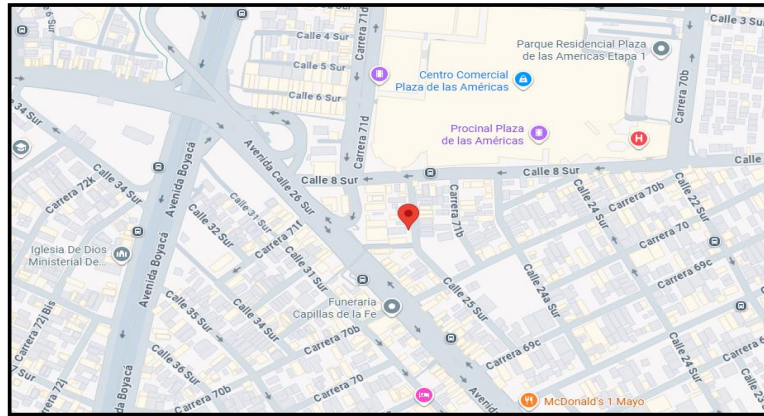 Calle 3 Sur
Carrera 71d
Calle 4 Sur
Parque Residencial Plaza
de las Americas Etapa 1
Carrera 70b
Calle 5 Sur
Centro Comercial
Plaza de las Américas
Calle 6 Sur
Calle 34 Sur
Avenida Boyacá
Procinal Plaza
de las Américas
H
Avenida Calle 26 Sur
Carrera 71d
Calle 8 Sur
Calle 8 Sur
Calle 34 Sur
Carrera 72k
Avenida Boyacá
Calle 31 Sur
Calle 32 Sur
Carrera 71f
Carrera 71b
Calle 24 Sur
Carrera 70b
Calle 22 Sur
Carrera 70
Iglesia De Dios
Ministerial De...
Calle 31 Sur
Avenida Boyacá
Carrera 69c
Carrera 72j Bis
Calle 35 Sur
Calle 34 Sur
Funeraria
Capillas de la Fe
Calle 25 Sur
Calle 24a Sur
Carrera 70b
Carrera 69c
Calle 24 Sur
Calle 36 Sur
Carrera 72j
Carrera 70b
Carrera 70
McDonald's 1 Mayo